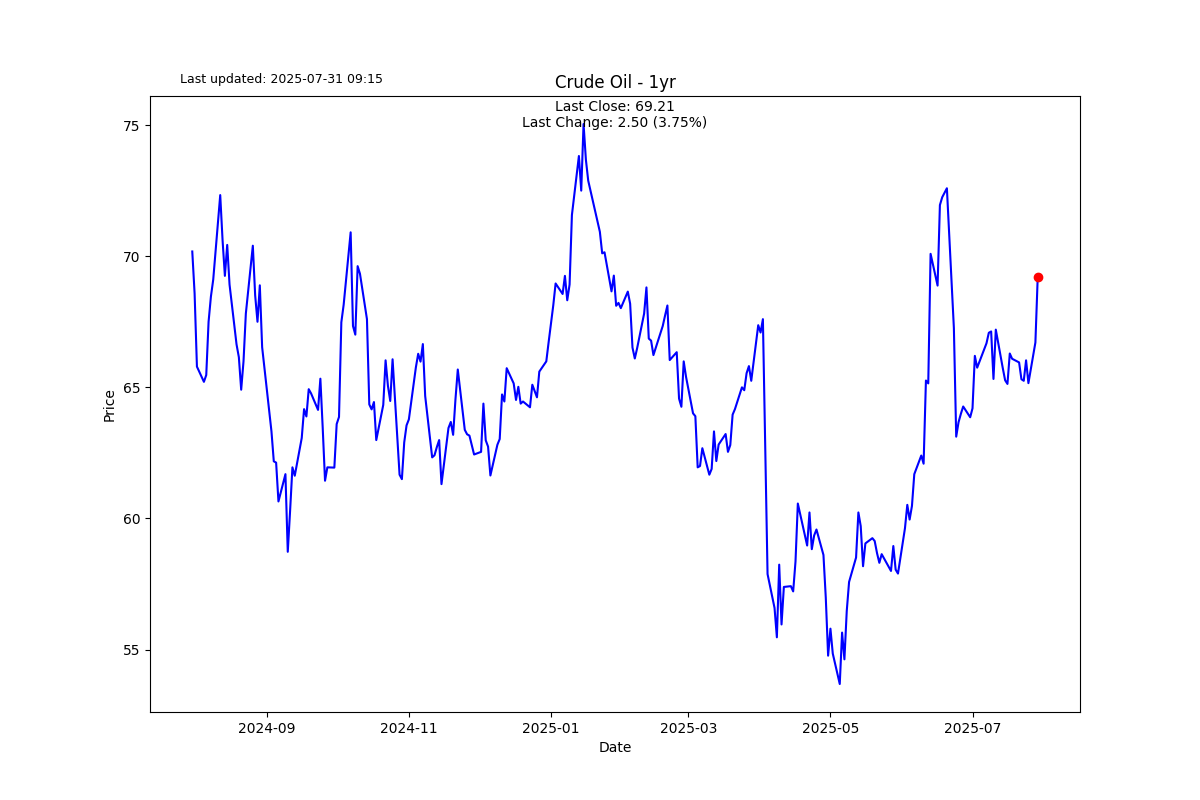 Last updated: 2025-07-31 09:15
Crude Oil - 1yr
Last Close: 69.21
Last Change: 2.50 (3.75%)
75
70
65
60
55
Price
2024-09 2024-11 2025-01 2025-03 2025-05 2025-07
Date